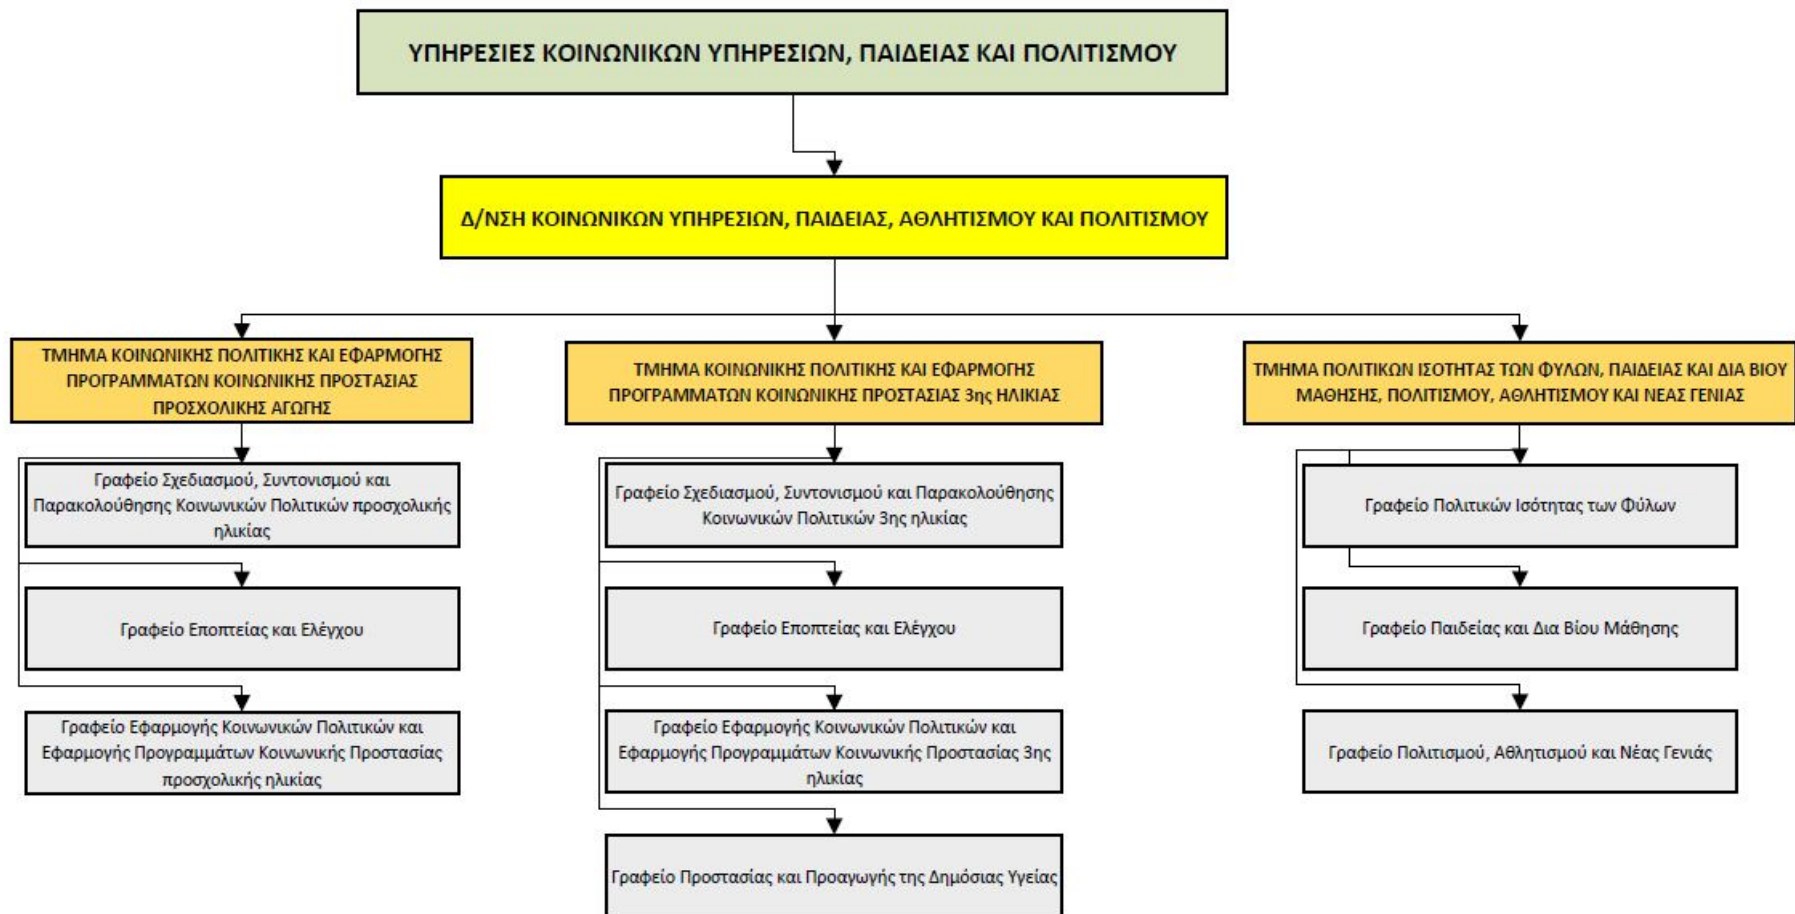 ΥΠΗΡΕΣΙΕΣ ΚΟΙΝΩΝΙΚΩΝ ΥΠΗΡΕΣΙΩΝ, ΠΑΙΔΕΙΑΣ ΚΑΙ ΠΟΛΙΤΙΣΜΟΥ
Δ/ΝΣΗ ΚΟΙΝΩΝΙΚΩΝ ΥΠΗΡΕΣΙΩΝ, ΠΑΙΔΕΙΑΣ, ΑΘΛΗΤΙΣΜΟΥ ΚΑΙ ΠΟΛΙΤΙΣΜΟΥ
ΤΜΗΜΑ ΚΟΙΝΩΝΙΚΗΣ ΠΟΛΙΤΙΚΗΣ ΚΑΙ ΕΦΑΡΜΟΓΗΣ
ΠΡΟΓΡΑΜΜΑΤΩΝ ΚΟΙΝΩΝΙΚΗΣ ΠΡΟΣΤΑΣΙΑΣ
ΠΡΟΣΧΟΛΙΚΗΣ ΑΓΩΓΗΣ
Γραφείο Σχεδιασμού, Συντονισμού και
Παρακολούθησης Κοινωνικών Πολιτικών προσχολικής
ηλικίας
Γραφείο Εποπτείας και Ελέγχου
Γραφείο Εφαρμογής Κοινωνικών Πολιτικών και
Εφαρμογής Προγραμμάτων Κοινωνικής Προστασίας
προσχολικής ηλικίας
ΤΜΗΜΑ ΚΟΙΝΩΝΙΚΗΣ ΠΟΛΙΤΙΚΗΣ ΚΑΙ ΕΦΑΡΜΟΓΗΣ
ΠΡΟΓΡΑΜΜΑΤΩΝ ΚΟΙΝΩΝΙΚΗΣ ΠΡΟΣΤΑΣΙΑΣ 3ης ΗΛΙΚΙΑΣ
Γραφείο Σχεδιασμού, Συντονισμού και Παρακολούθησης
Κοινωνικών Πολιτικών 3ης ηλικίας
Γραφείο Εποπτείας και Ελέγχου
Γραφείο Εφαρμογής Κοινωνικών Πολιτικών και
Εφαρμογής Προγραμμάτων Κοινωνικής Προστασίας 3ης
ηλικίας
Γραφείο Προστασίας και Προαγωγής της Δημόσιας Υγείας
ΤΜΗΜΑ ΠΟΛΙΤΙΚΩΝ ΙΣΟΤΗΤΑΣ ΤΩΝ ΦΥΛΩΝ, ΠΑΙΔΕΙΑΣ ΚΑΙ ΔΙΑ ΒΙΟΥ
ΜΑΘΗΣΗΣ, ΠΟΛΙΤΙΣΜΟΥ, ΑΘΛΗΤΙΣΜΟΥ ΚΑΙ ΝΕΑΣ ΓΕΝΙΑΣ
Γραφείο Πολιτικών Ισότητας των Φύλων
Γραφείο Παιδείας και Δια Βίου Μάθησης
Γραφείο Πολιτισμού, Αθλητισμού και Νέας Γενιάς